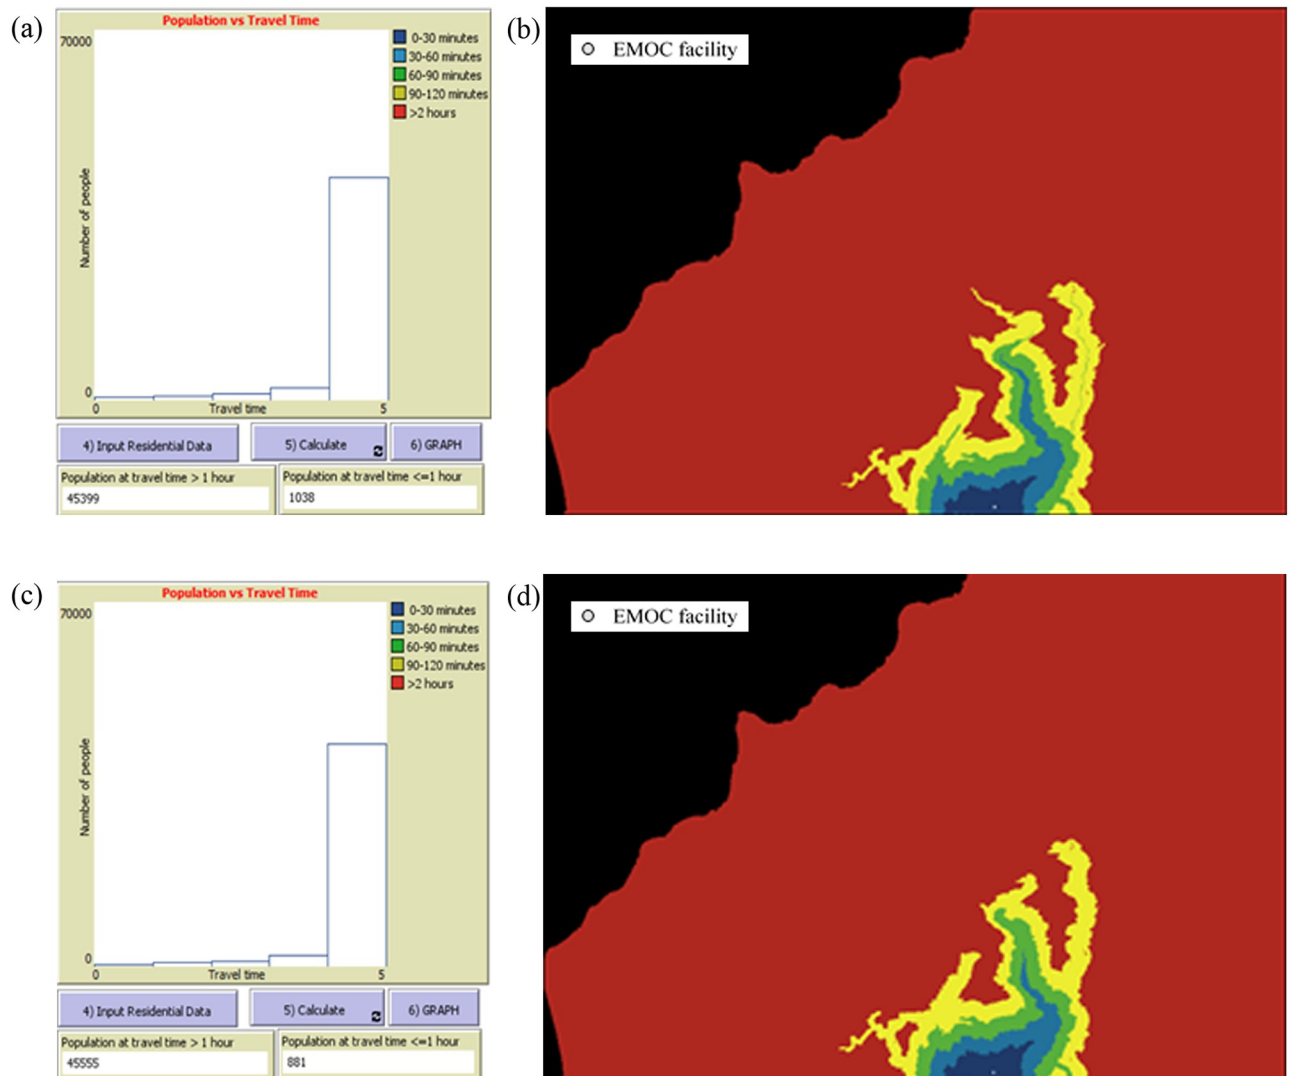 (a)
Population vs Travel Time
70000
Number of people
0
0
Travel time
5
0-30 minutes
30-60 minutes
60-90 minutes
90-120 minutes
>2 hours
4) Input Residential Data
5) Calculate
6) GRAPH
Population at travel time > 1 hour
45399
Population at travel time <=1 hour
1038
(b)
EMOC facility
(c)
Population vs Travel Time
70000
Number of people
0
0
Travel time
5
0-30 minutes
30-60 minutes
60-90 minutes
90-120 minutes
>2 hours
4) Input Residential Data
5) Calculate
6) GRAPH
Population at travel time > 1 hour
45555
Population at travel time <=1 hour
881
(d)
EMOC facility